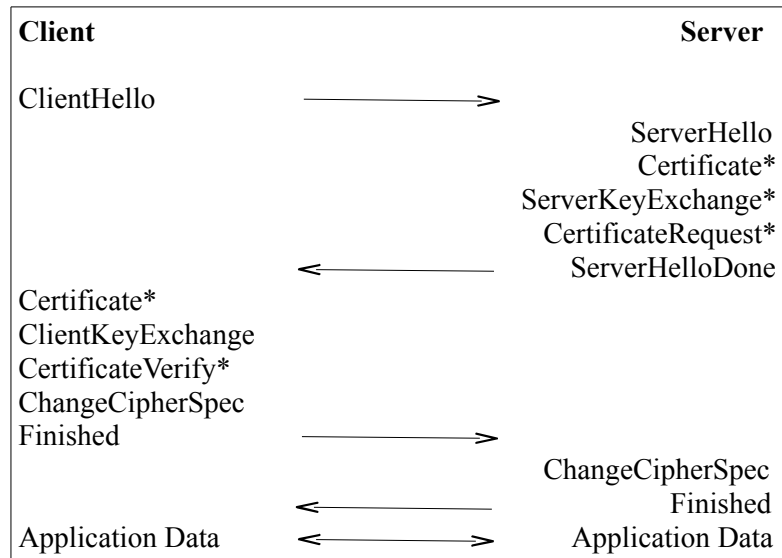 Client Server
ClientHello
ServerHello
Certificate*
ServerKeyExchange*
CertificateRequest*
ServerHelloDone
Certificate*
ClientKeyExchange
CertificateVerify*
ChangeCipherSpec
Finished
ChangeCipherSpec
Finished
Application Data Application Data